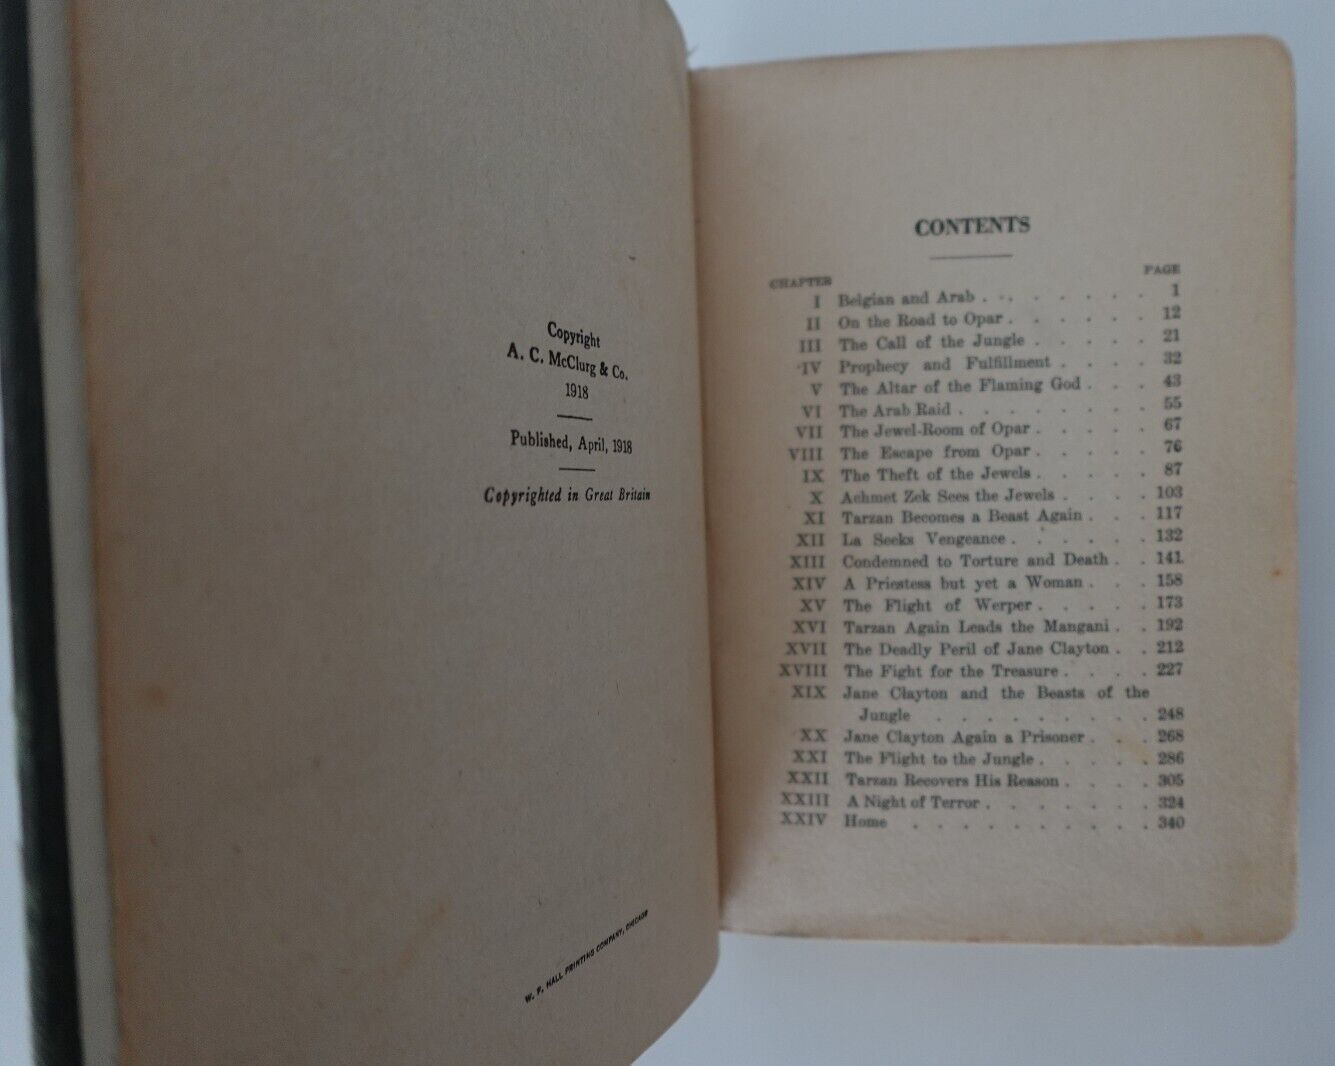 Copyright
A. C. McClurg & Co.
1918
Published, April, 1918
Copyrighted in Great Britain
W. F. HALL PRINTING COMPANY, CHICAGO
CONTENTS
CHAPTER PAGE
I Belgian and Arab . . . . . . . 1
II On the Road to Opar . . . . . . 12
III The Call of the Jungle . . . . . 21
IV Prophecy and Fulfillment . . . . 32
V The Altar of the Flaming God . . . 43
VI The Arab Raid . . . . . . . . 55
VII The Jewel-Room of Opar . . . . . 67
VIII The Escape from Opar . . . . . 76
IX The Theft of the Jewels . . . . . 87
X Achmet Zek Sees the Jewels . . . . 103
XI Tarzan Becomes a Beast Again . . . 117
XII La Seeks Vengeance . . . . . . 132
XIII Condemned to Torture and Death . . 141
XIV A Priestess but yet a Woman . . . 158
XV The Flight of Werper . . . . . 173
XVI Tarzan Again Leads the Mangani . . 192
XVII The Deadly Peril of Jane Clayton . . 212
XVIII The Fight for the Treasure . . . . 227
XIX Jane Clayton and the Beasts of the
Jungle . . . . . . . . . 248
XX Jane Clayton Again a Prisoner . . . 268
XXI The Flight to the Jungle . . . . . 286
XXII Tarzan Recovers His Reason . . . . 305
XXIII A Night of Terror . . . . . . . 324
XXIV Home . . . . . . . . . . 340